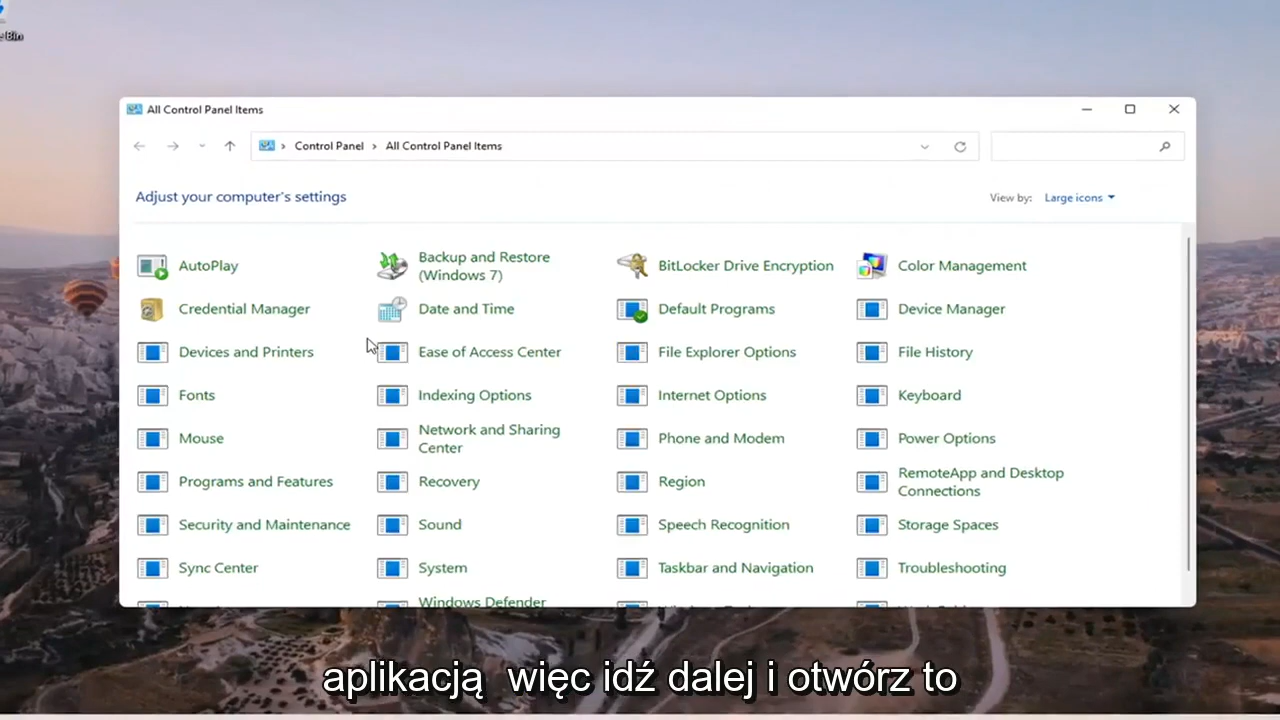 All Control Panel Items
Control Panel
All Control Panel Items
Adjust your computer's settings
View by:
Large icons
AutoPlay
Backup and Restore
(Windows 7)
BitLocker Drive Encryption
Color Management
Credential Manager
Date and Time
Default Programs
Device Manager
Devices and Printers
Ease of Access Center
File Explorer Options
File History
Fonts
Indexing Options
Internet Options
Keyboard
Mouse
Network and Sharing
Center
Phone and Modem
Power Options
Programs and Features
Recovery
Region
RemoteApp and Desktop
Connections
Security and Maintenance
Sound
Speech Recognition
Storage Spaces
Sync Center
System
Taskbar and Navigation
Troubleshooting
Windows Defender
aplikacją więc idź dalej i otwórz to